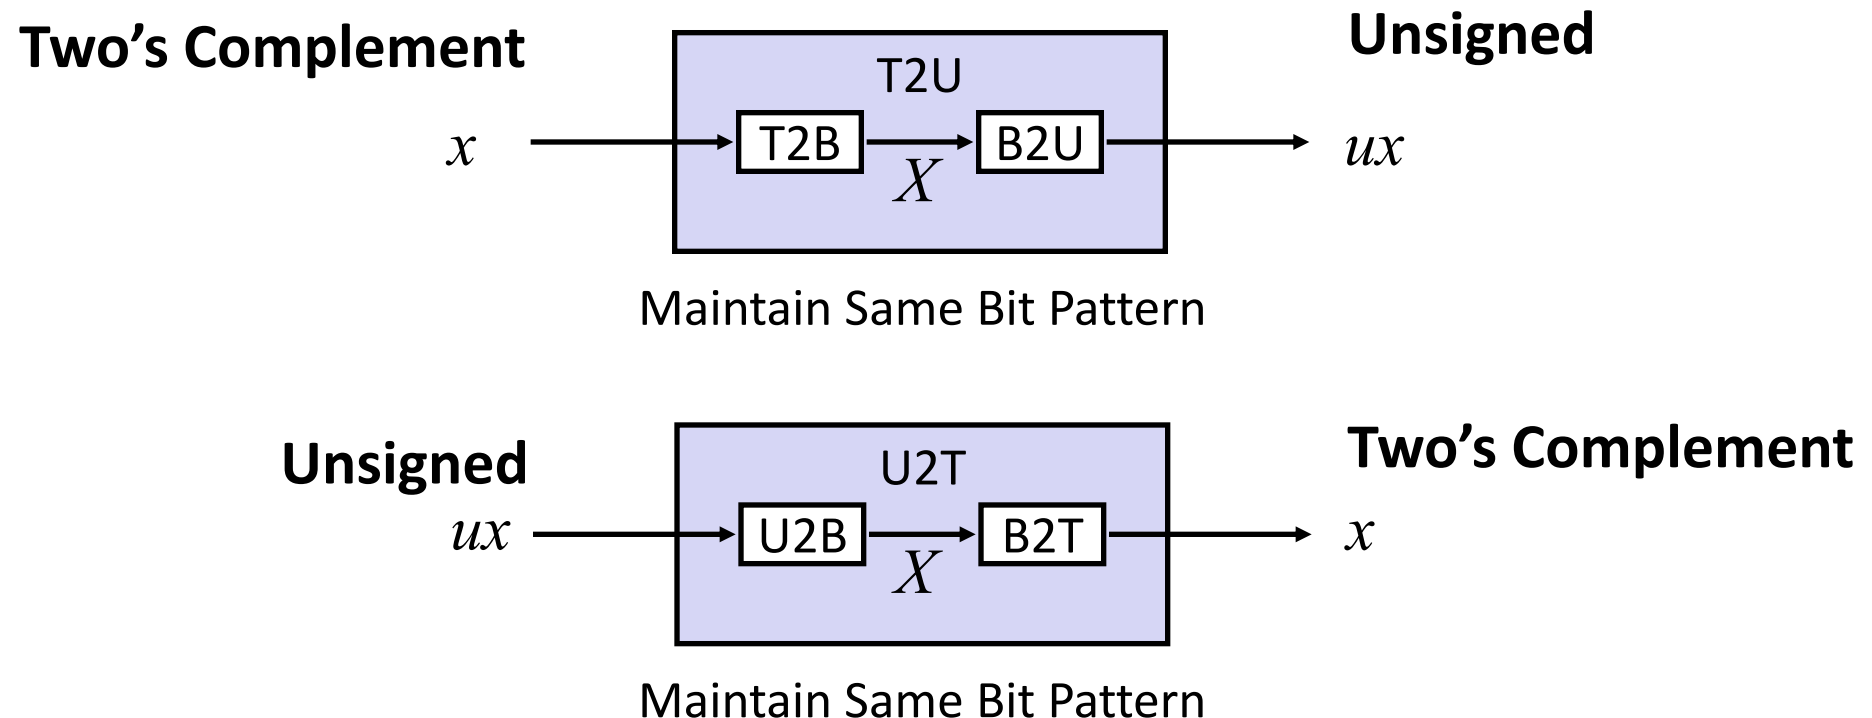 Two’s Complement
Unsigned
T2U
x
T2B
X
B2U
ux
Maintain Same Bit Pattern
Unsigned
Two’s Complement
U2T
ux
U2B
X
B2T
x
Maintain Same Bit Pattern